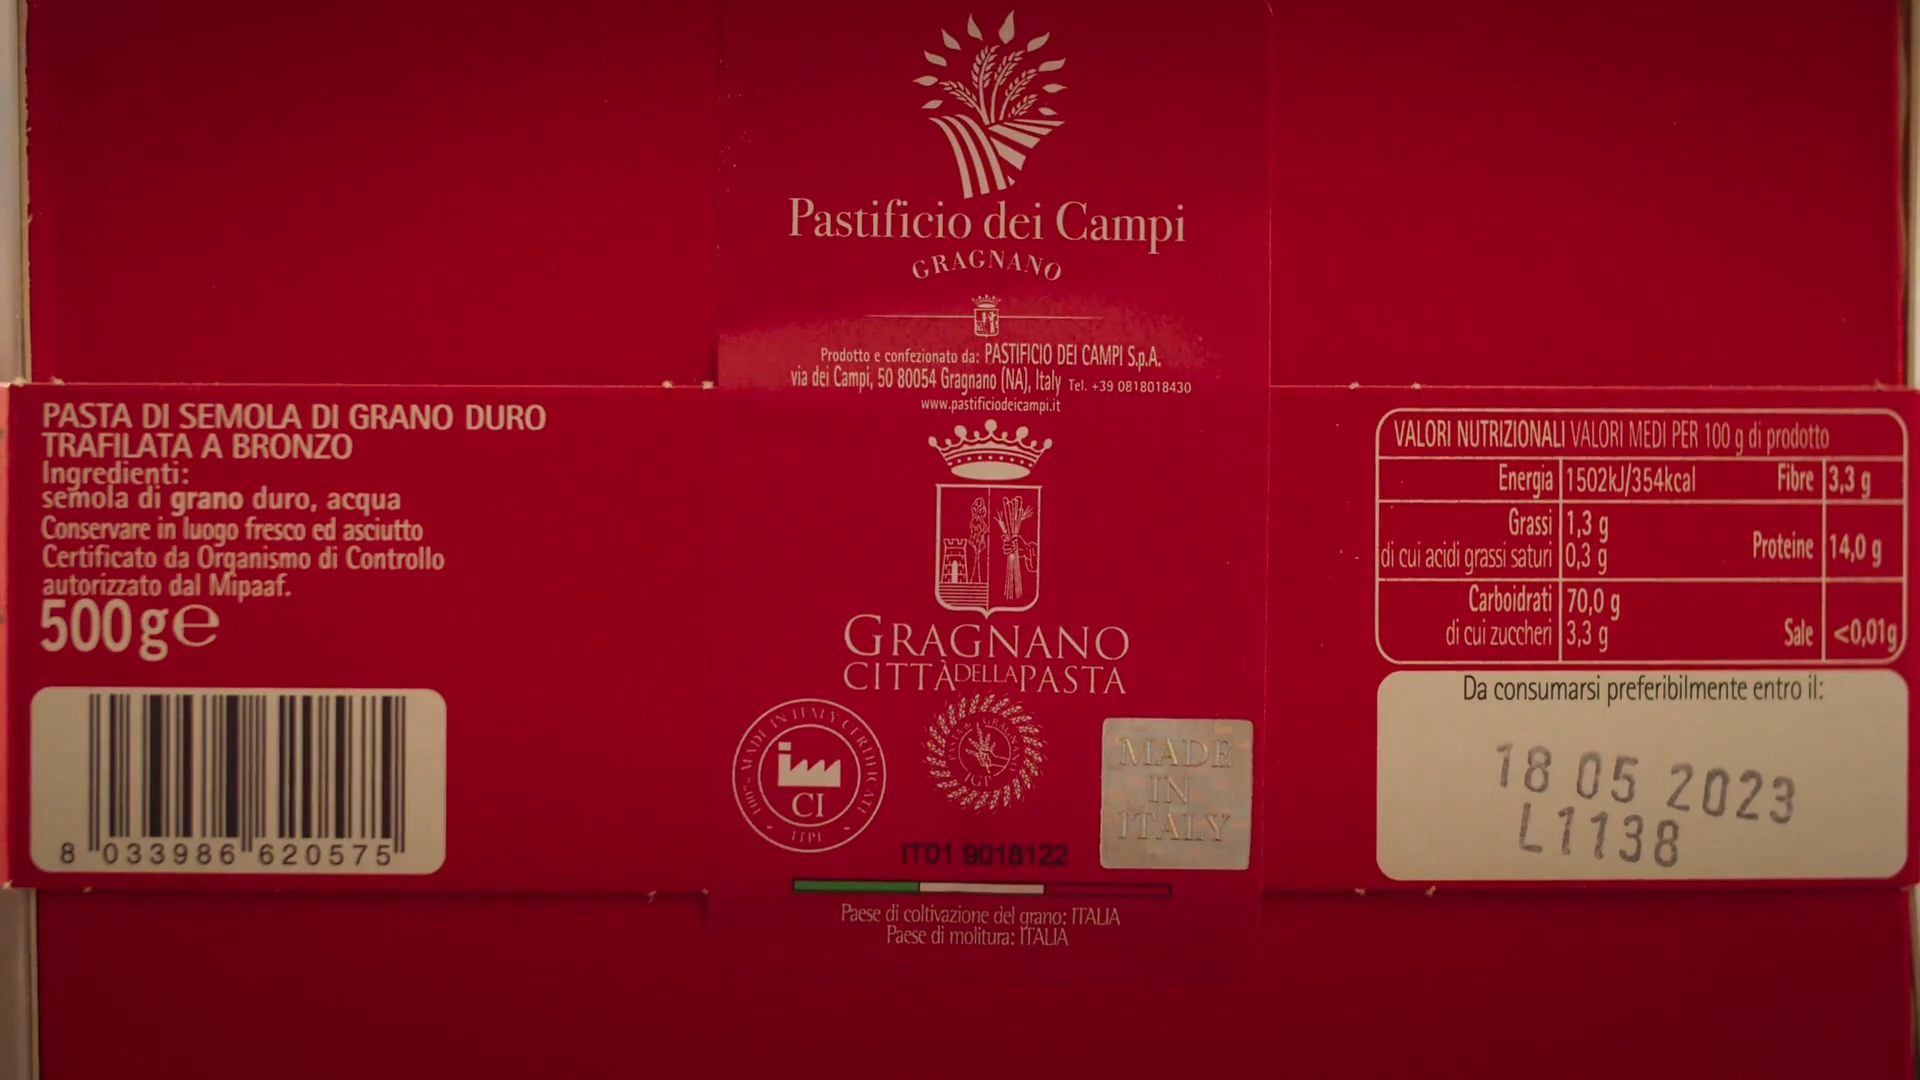 Pastificio dei Campi
GRAGNANO
Prodotto e confezionato da: PASTIFICIO DEI CAMPI S.p.A.
via dei Campi, 50 80054 Gragnano (NA), Italy Tel. +39 0818018430
www.pastificiodeicampi.it
PASTA DI SEMOLA DI GRANO DURO
TRAFILATA A BRONZO
Ingredienti:
semola di grano duro, acqua
Conservare in luogo fresco ed asciutto
Certificato da Organismo di Controllo
autorizzato dal Mipaaf.
500g℮
8 033986 620575
GRAGNANO
CITTÀ DELLA PASTA
100% MADE IN ITALY CERTIFICATE
CI
ITPI
IGP
MADE
IN
ITALY
IT01 9018122
Paese di coltivazione del grano: ITALIA
Paese di molitura: ITALIA
VALORI NUTRIZIONALI VALORI MEDI PER 100 g di prodotto
Energia 1502kJ/354kcal Fibre 3,3 g
Grassi 1,3 g
di cui acidi grassi saturi 0,3 g
Proteine 14,0 g
Carboidrati 70,0 g
di cui zuccheri 3,3 g
Sale <0,01g
Da consumarsi preferibilmente entro il:
18 05 2023
L1138